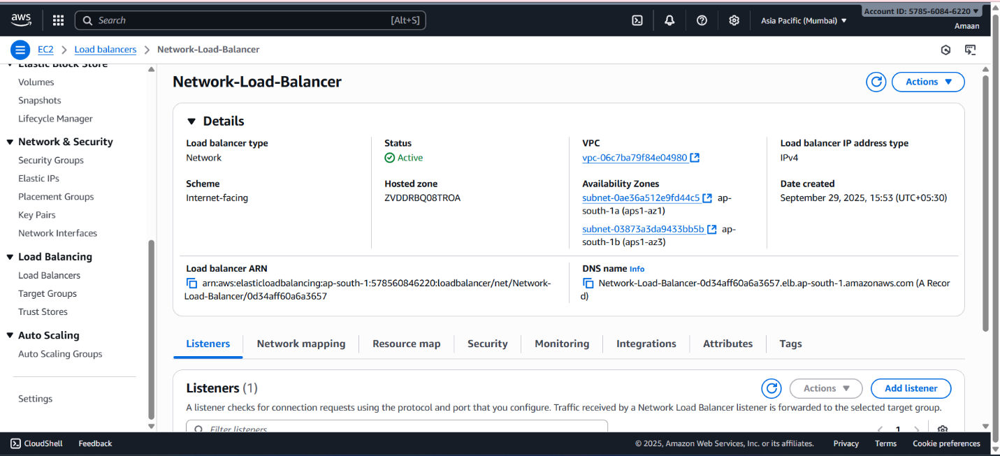 aws
Search
[Alt+S]
Asia Pacific (Mumbai)
Account ID: 5785-6084-6220
Amaan
EC2
Load balancers
Network-Load-Balancer
Elastic Block Store
Volumes
Snapshots
Lifecycle Manager
Network & Security
Security Groups
Elastic IPs
Placement Groups
Key Pairs
Network Interfaces
Load Balancing
Load Balancers
Target Groups
Trust Stores
Auto Scaling
Auto Scaling Groups
Settings
Network-Load-Balancer
Actions
Details
Load balancer type
Network
Status
Active
VPC
vpc-06c7ba79f84e04980
Load balancer IP address type
IPv4
Scheme
Internet-facing
Hosted zone
ZVDDRBQ08TROA
Availability Zones
subnet-0ae36a512e9fd44c5 ap-
south-1a (aps1-az1)
subnet-03873a3da9433bb5b ap-
south-1b (aps1-az3)
Date created
September 29, 2025, 15:53 (UTC+05:30)
Load balancer ARN
arn:aws:elasticloadbalancing:ap-south-1:578560846220:loadbalancer/net/Network-
Load-Balancer/0d34aff60a6a3657
DNS name Info
Network-Load-Balancer-0d34aff60a6a3657.elb.ap-south-1.amazonaws.com (A Recor
d)
Listeners
Network mapping
Resource map
Security
Monitoring
Integrations
Attributes
Tags
Listeners (1)
Actions
Add listener
A listener checks for connection requests using the protocol and port that you configure. Traffic received by a Network Load Balancer listener is forwarded to the selected target group.
Filter listeners
1
CloudShell
Feedback
© 2025, Amazon Web Services, Inc. or its affiliates.
Privacy
Terms
Cookie preferences